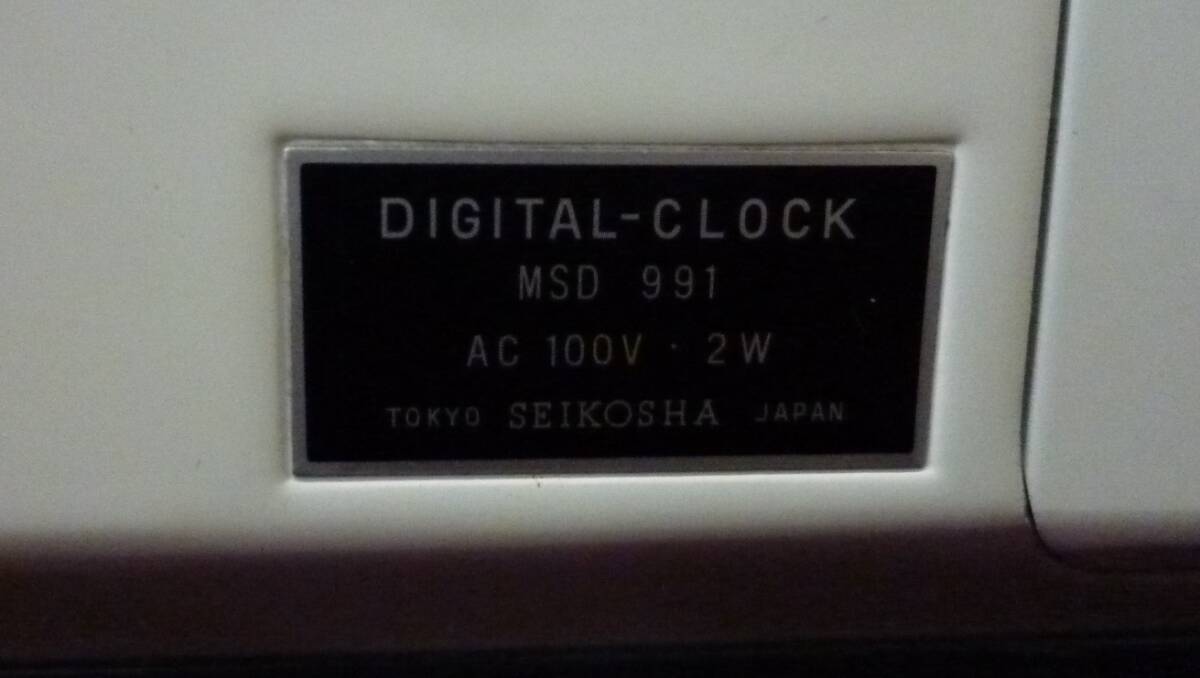 DIGITAL-CLOCK
MSD 991
AC 100V · 2W
TOKYO SEIKOSHA JAPAN